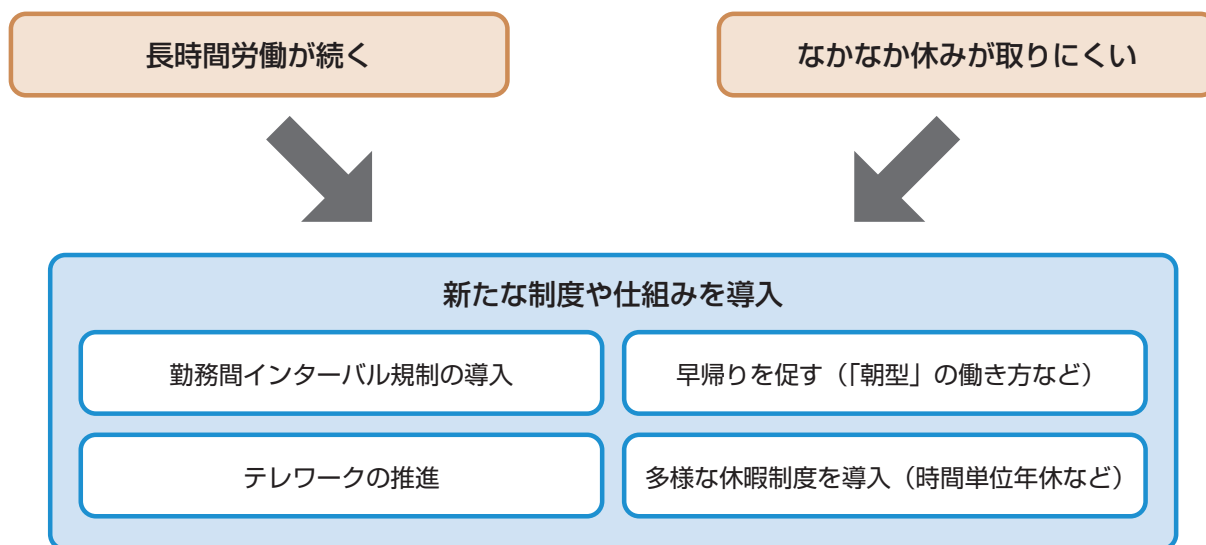 長時間労働が続く
なかなか休みが取りにくい
新たな制度や仕組みを導入
勤務間インターバル規制の導入
早帰りを促す（「朝型」の働き方など）
テレワークの推進
多様な休暇制度を導入（時間単位年休など）